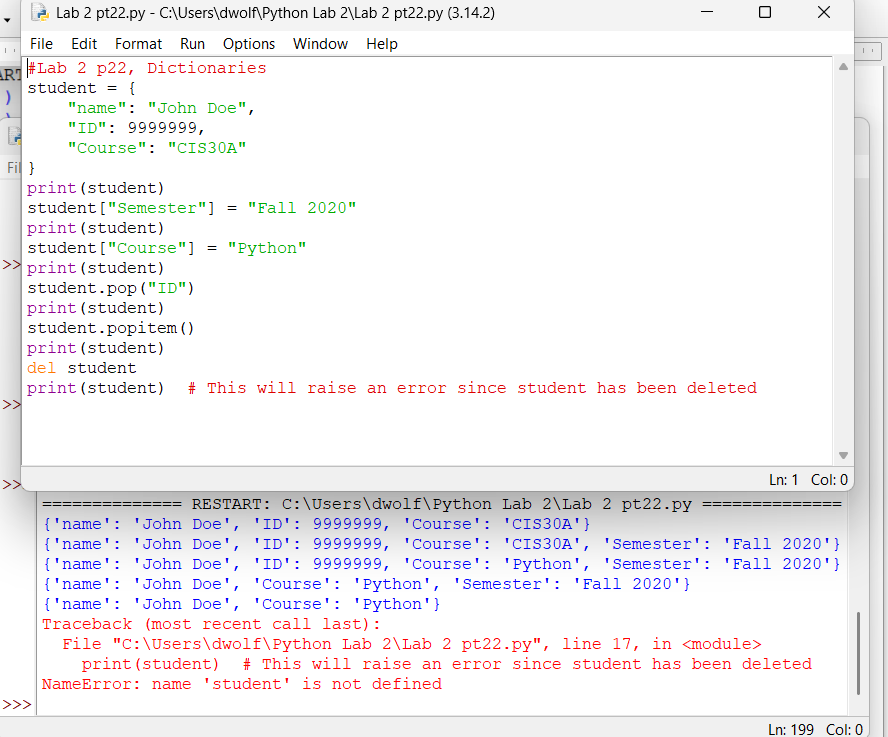 Lab 2 pt22.py - C:\Users\dwolf\Python Lab 2\Lab 2 pt22.py (3.14.2)
File Edit Format Run Options Window Help
#Lab 2 p22, Dictionaries
student = {
    "name": "John Doe",
    "ID": 9999999,
    "Course": "CIS30A"
}
print(student)
student["Semester"] = "Fall 2020"
print(student)
student["Course"] = "Python"
print(student)
student.pop("ID")
print(student)
student.popitem()
print(student)
del student
print(student)  # This will raise an error since student has been deleted
Ln: 1 Col: 0
============== RESTART: C:\Users\dwolf\Python Lab 2\Lab 2 pt22.py ==============
{'name': 'John Doe', 'ID': 9999999, 'Course': 'CIS30A'}
{'name': 'John Doe', 'ID': 9999999, 'Course': 'CIS30A', 'Semester': 'Fall 2020'}
{'name': 'John Doe', 'ID': 9999999, 'Course': 'Python', 'Semester': 'Fall 2020'}
{'name': 'John Doe', 'Course': 'Python', 'Semester': 'Fall 2020'}
{'name': 'John Doe', 'Course': 'Python'}
Traceback (most recent call last):
  File "C:\Users\dwolf\Python Lab 2\Lab 2 pt22.py", line 17, in <module>
    print(student)  # This will raise an error since student has been deleted
NameError: name 'student' is not defined
>>>
Ln: 199 Col: 0